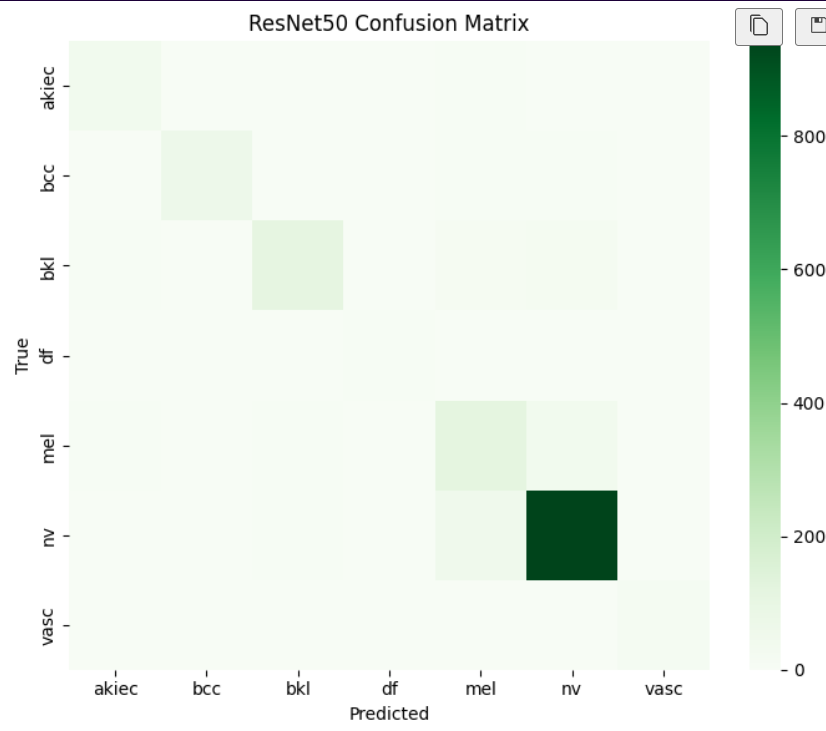 ResNet50 Confusion Matrix
akiec
bcc
bkl
df
mel
nv
vasc
True
akiec bcc bkl df mel nv vasc
Predicted
800
600
400
200
0